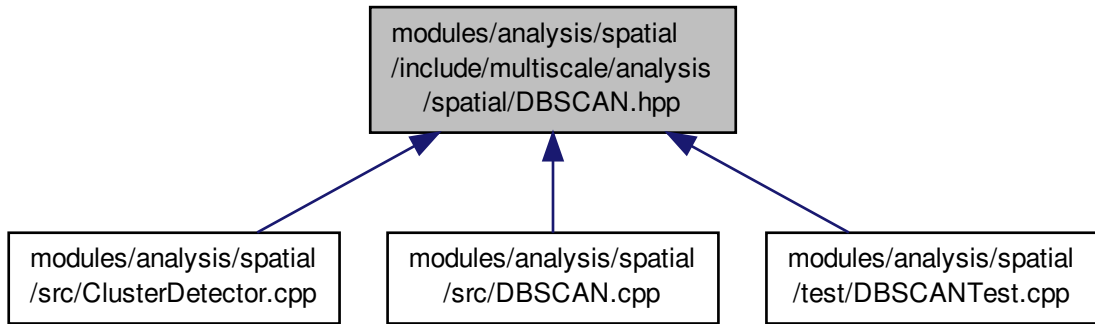 modules/analysis/spatial
/include/multiscale/analysis
/spatial/DBSCAN.hpp
modules/analysis/spatial
/src/ClusterDetector.cpp
modules/analysis/spatial
/src/DBSCAN.cpp
modules/analysis/spatial
/test/DBSCANTest.cpp